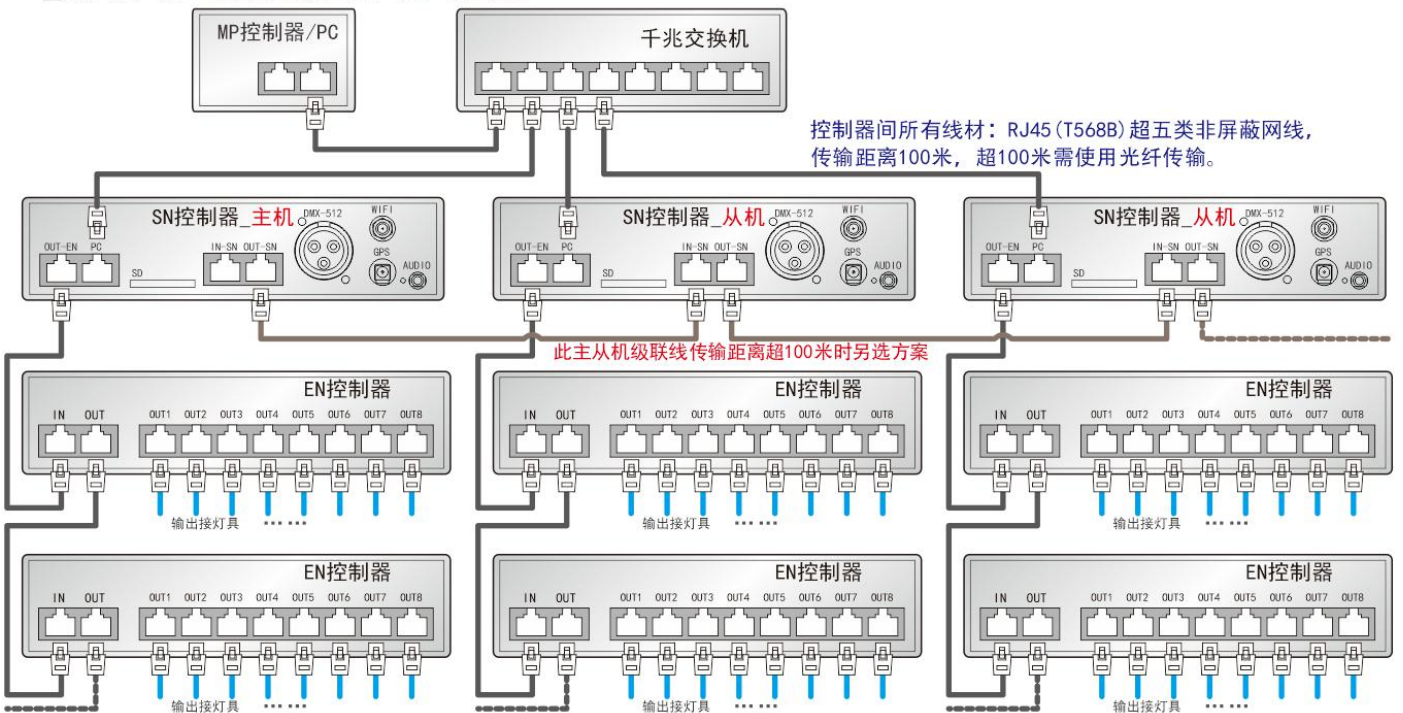 MP控制器/PC
千兆交换机
控制器间所有线材：RJ45(T568B)超五类非屏蔽网线，
传输距离100米，超100米需使用光纤传输。
SN控制器_主机
DMX-512
WIFI
OUT-EN PC
IN-SN OUT-SN
GPS
AUDIO
SD
SN控制器_从机
DMX-512
WIFI
OUT-EN PC
IN-SN OUT-SN
GPS
AUDIO
SD
SN控制器_从机
DMX-512
WIFI
OUT-EN PC
IN-SN OUT-SN
GPS
AUDIO
SD
此主从机级联线传输距离超100米时另选方案
EN控制器
IN OUT OUT1 OUT2 OUT3 OUT4 OUT5 OUT6 OUT7 OUT8
输出接灯具 ……
EN控制器
IN OUT OUT1 OUT2 OUT3 OUT4 OUT5 OUT6 OUT7 OUT8
输出接灯具 ……
EN控制器
IN OUT OUT1 OUT2 OUT3 OUT4 OUT5 OUT6 OUT7 OUT8
输出接灯具 ……
EN控制器
IN OUT OUT1 OUT2 OUT3 OUT4 OUT5 OUT6 OUT7 OUT8
输出接灯具 ……
EN控制器
IN OUT OUT1 OUT2 OUT3 OUT4 OUT5 OUT6 OUT7 OUT8
输出接灯具 ……
EN控制器
IN OUT OUT1 OUT2 OUT3 OUT4 OUT5 OUT6 OUT7 OUT8
输出接灯具 ……